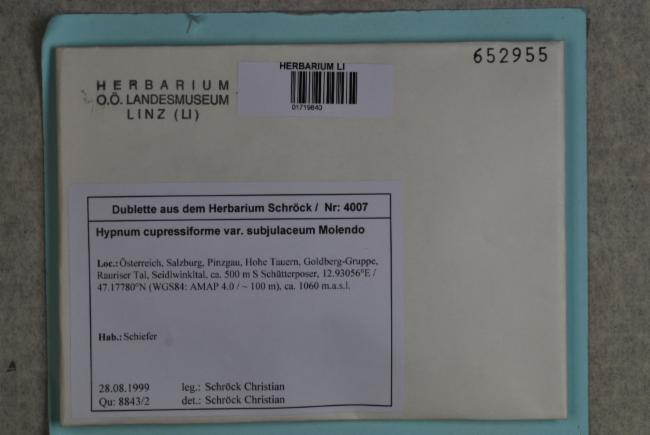 652955
HERBARIUM
O.Ö. LANDESMUSEUM
LINZ (LI)
HERBARIUM LI
01719840
Dublette aus dem Herbarium Schröck / Nr: 4007
Hypnum cupressiforme var. subjulaceum Molendo
Loc.: Österreich, Salzburg, Pinzgau, Hohe Tauern, Goldberg-Gruppe,
Rauriser Tal, Seidlwinkltal, ca. 500 m S Schütterposer, 12.93056°E /
47.17780°N (WGS84: AMAP 4.0 / ~ 100 m), ca. 1060 m.a.s.l.
Hab.: Schiefer
28.08.1999 leg.: Schröck Christian
Qu: 8843/2 det.: Schröck Christian